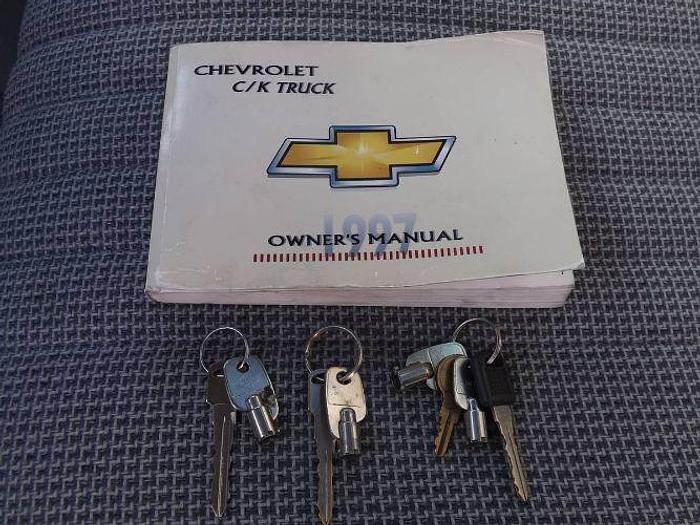 CHEVROLET
C/K TRUCK
1997
OWNER'S MANUAL